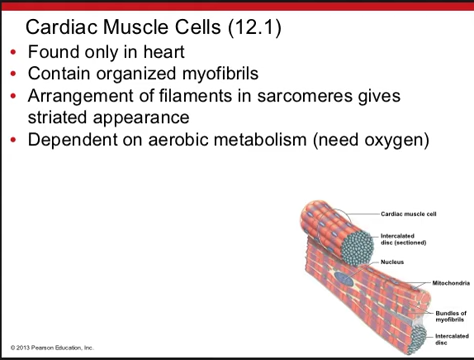 Cardiac Muscle Cells (12.1)
• Found only in heart
• Contain organized myofibrils
• Arrangement of filaments in sarcomeres gives
striated appearance
• Dependent on aerobic metabolism (need oxygen)
Cardiac muscle cell
Intercalated
disc (sectioned)
Nucleus
Mitochondria
Bundles of
myofibrils
Intercalated
disc
© 2013 Pearson Education, Inc.